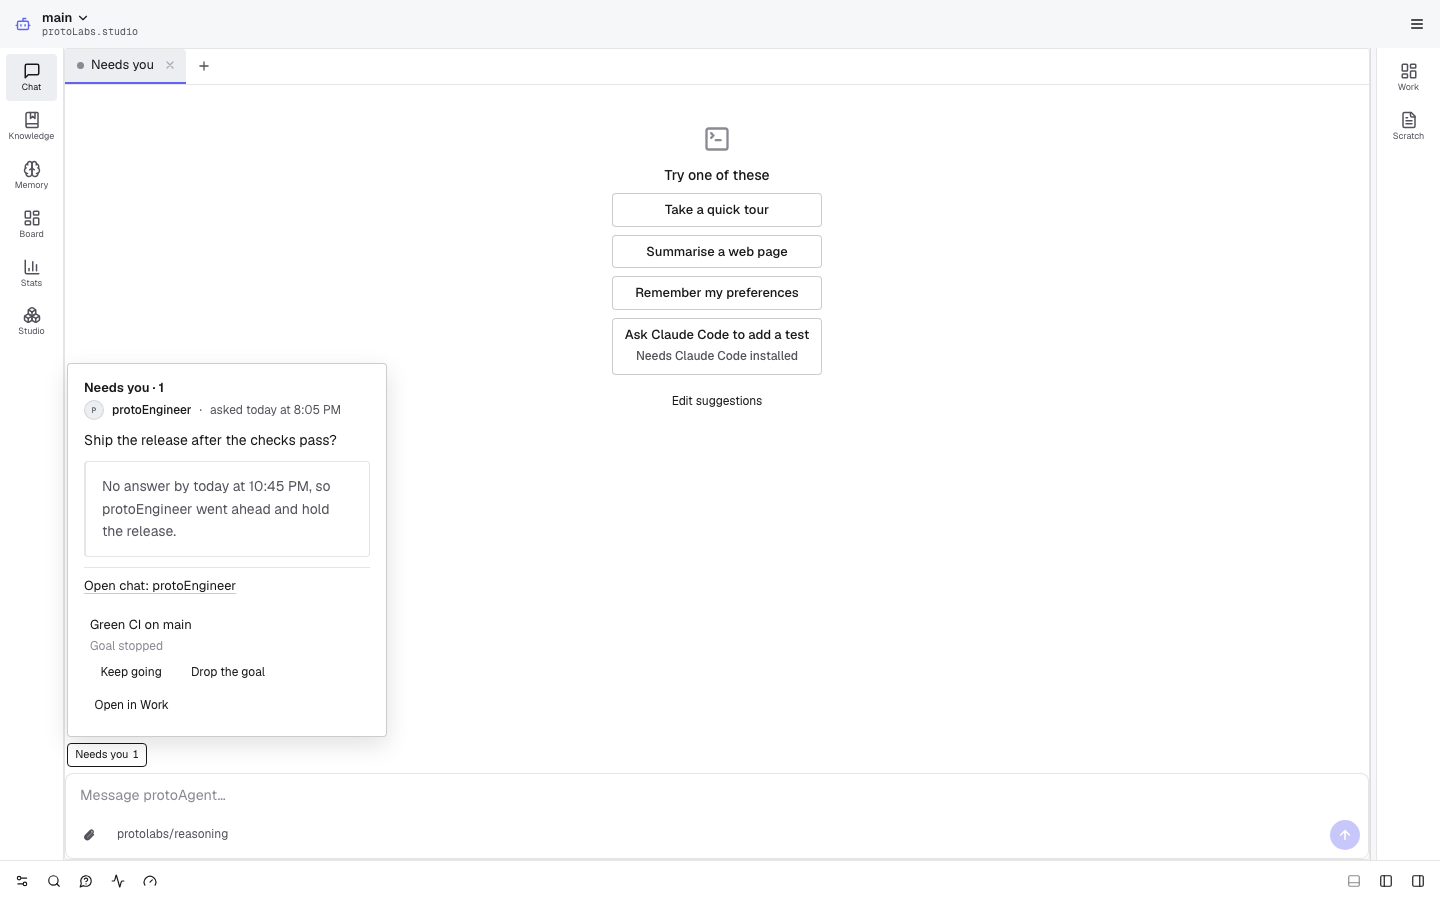 main
protoLabs.studio
Chat
Knowledge
Memory
Board
Stats
Studio
Needs you
Try one of these
Take a quick tour
Summarise a web page
Remember my preferences
Ask Claude Code to add a test
Needs Claude Code installed
Edit suggestions
Needs you · 1
P protoEngineer · asked today at 8:05 PM
Ship the release after the checks pass?
No answer by today at 10:45 PM, so
protoEngineer went ahead and hold
the release.
Open chat: protoEngineer
Green CI on main
Goal stopped
Keep going Drop the goal
Open in Work
Needs you 1
Message protoAgent…
protolabs/reasoning
Work
Scratch